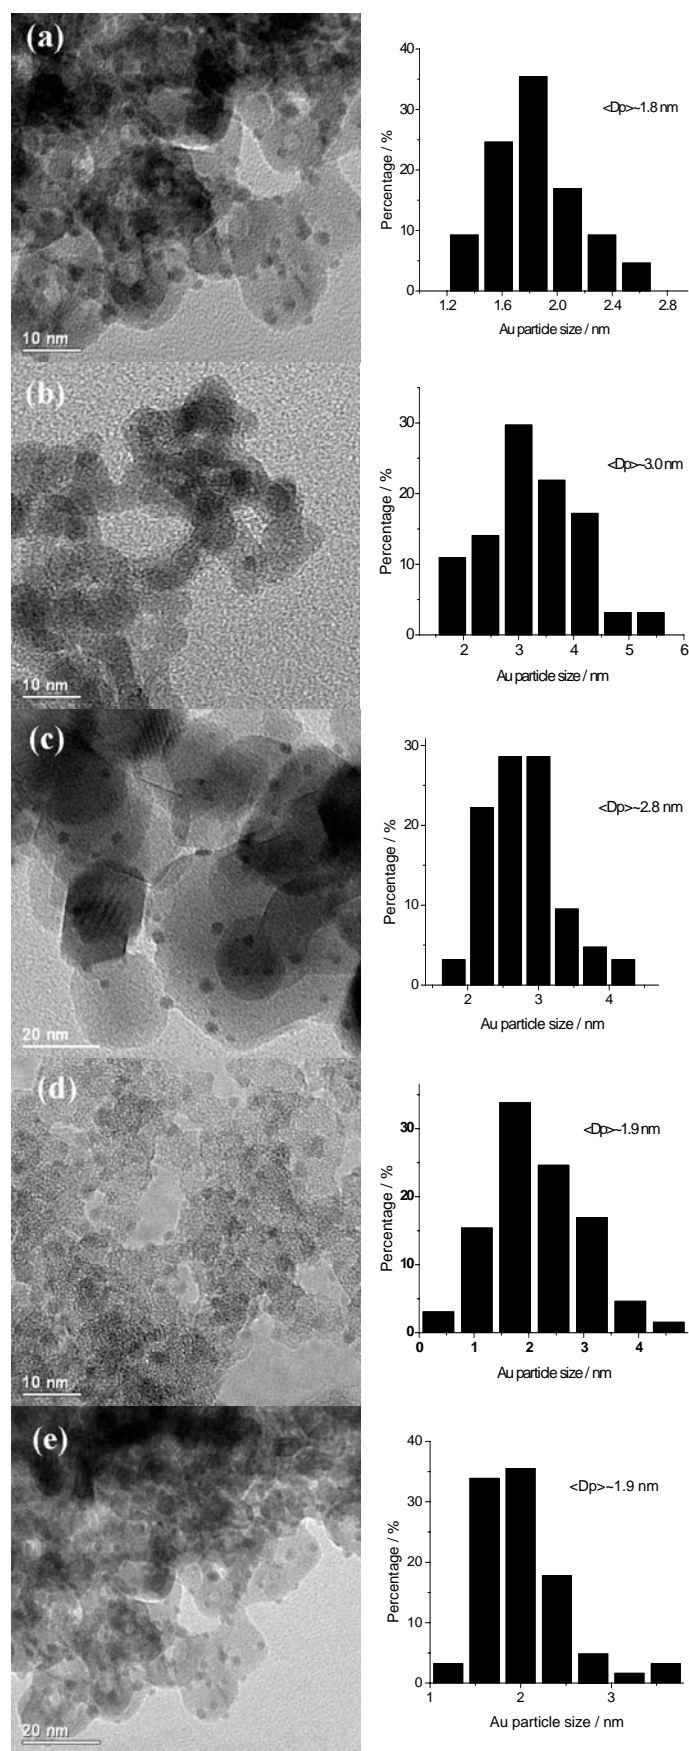 (a)
10 nm
40
30
20
10
0
Percentage / %
<Dp>~1.8 nm
1.2 1.6 2.0 2.4 2.8
Au particle size / nm
(b)
10 nm
30
20
10
0
Percentage / %
<Dp>~3.0 nm
2 3 4 5 6
Au particle size / nm
(c)
20 nm
30
20
10
0
Percentage / %
<Dp>~2.8 nm
2 3 4
Au particle size / nm
(d)
10 nm
30
20
10
0
Percentage / %
<Dp>~1.9 nm
0 1 2 3 4
Au particle size / nm
(e)
20 nm
40
30
20
10
0
Percentage / %
<Dp>~1.9 nm
1 2 3
Au particle size / nm